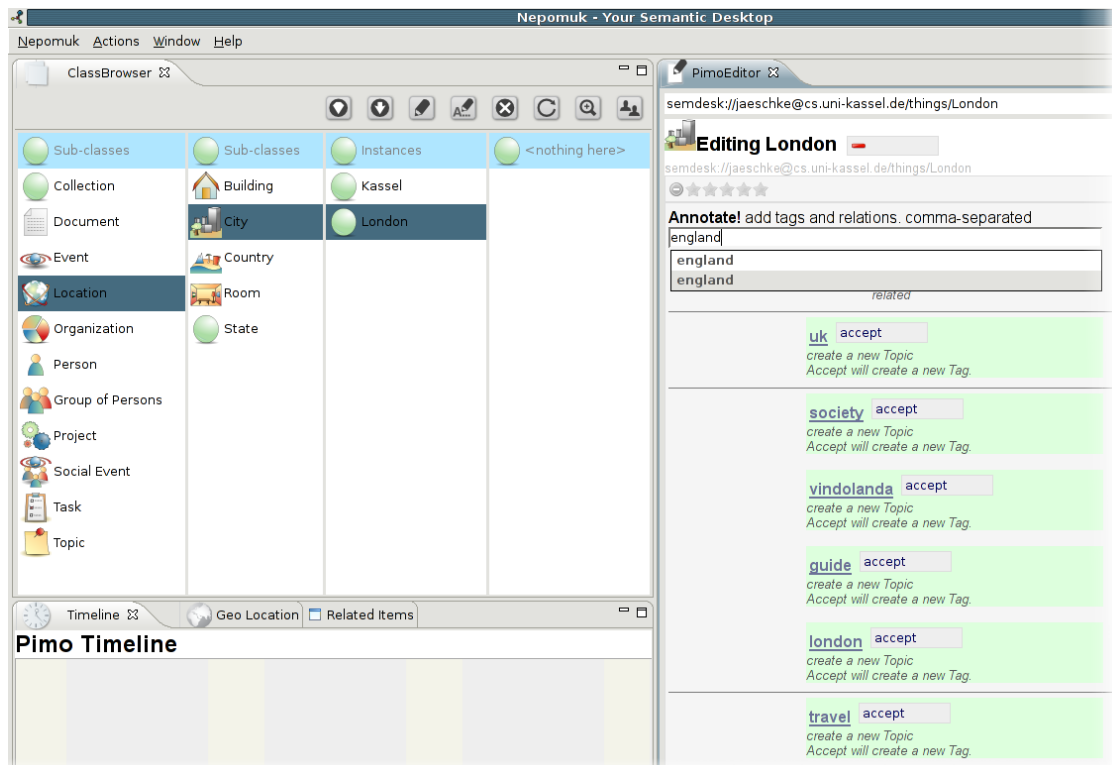 Nepomuk - Your Semantic Desktop
Nepomuk Actions Window Help
ClassBrowser
Sub-classes
Collection
Document
Event
Location
Organization
Person
Group of Persons
Project
Social Event
Task
Topic
Sub-classes
Building
City
Country
Room
State
Instances
Kassel
London
<nothing here>
Timeline
Geo Location
Related Items
Pimo Timeline
PimoEditor
semdesk://jaeschke@cs.uni-kassel.de/things/London
Editing London
semdesk://jaeschke@cs.uni-kassel.de/things/London
Annotate! add tags and relations. comma-separated
england
england
england
related
uk accept
create a new Topic
Accept will create a new Tag.
society accept
create a new Topic
Accept will create a new Tag.
vindolanda accept
create a new Topic
Accept will create a new Tag.
guide accept
create a new Topic
Accept will create a new Tag.
london accept
create a new Topic
Accept will create a new Tag.
travel accept
create a new Topic
Accept will create a new Tag.